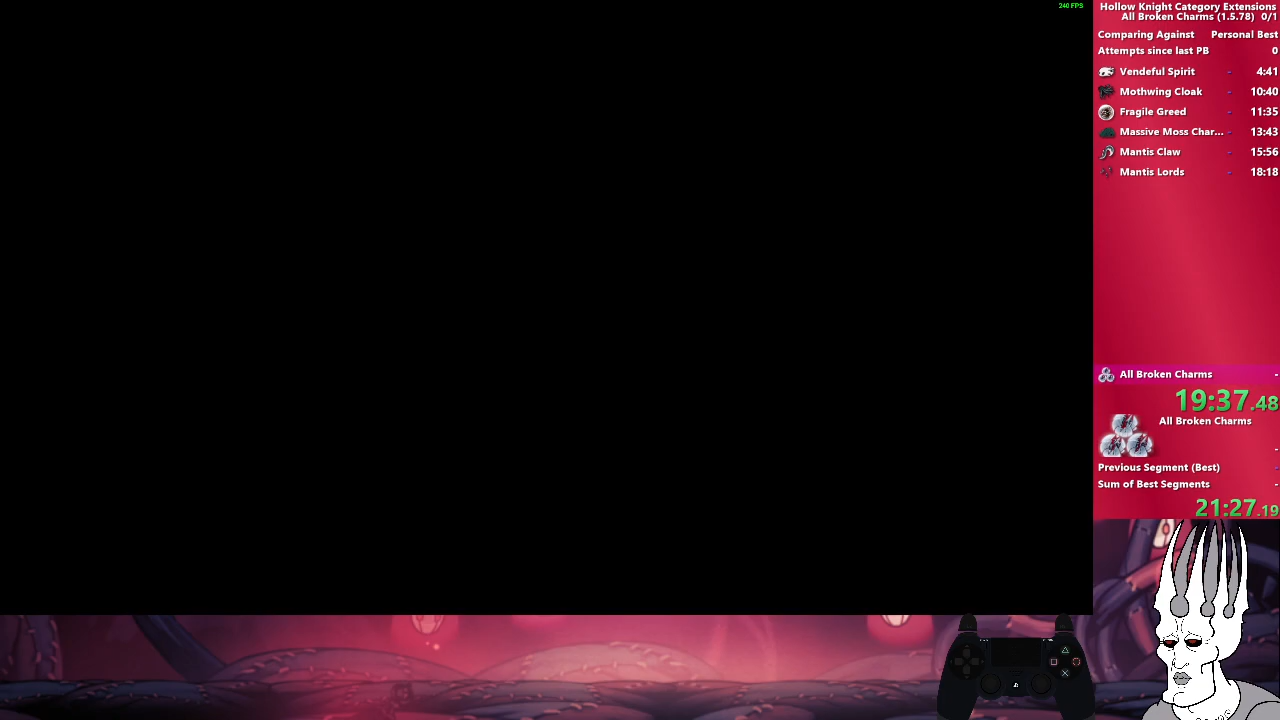 240 FPS
Hollow Knight Category Extensions
All Broken Charms (1.5.78) 0/1
Comparing Against Personal Best
Attempts since last PB 0
Vendeful Spirit - 4:41
Mothwing Cloak - 10:40
Fragile Greed - 11:35
Massive Moss Char... - 13:43
Mantis Claw - 15:56
Mantis Lords - 18:18
All Broken Charms -
19:37.48
All Broken Charms
-
Previous Segment (Best) -
Sum of Best Segments -
21:27.19